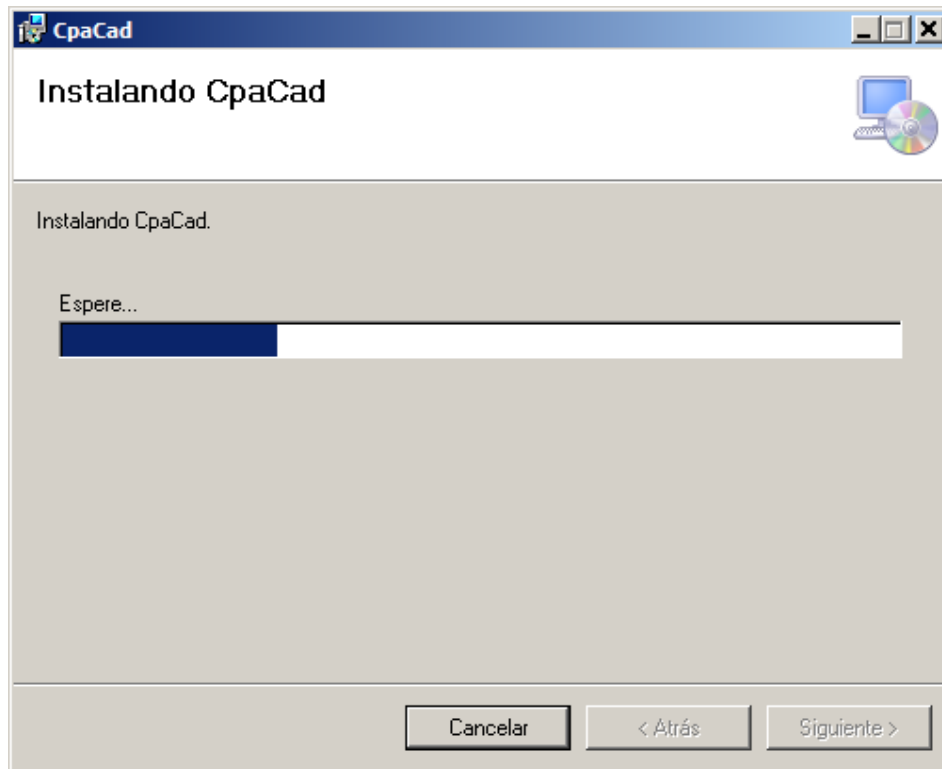 CpaCad
Instalando CpaCad
Instalando CpaCad.
Espere...
Cancelar
< Atrás
Siguiente >